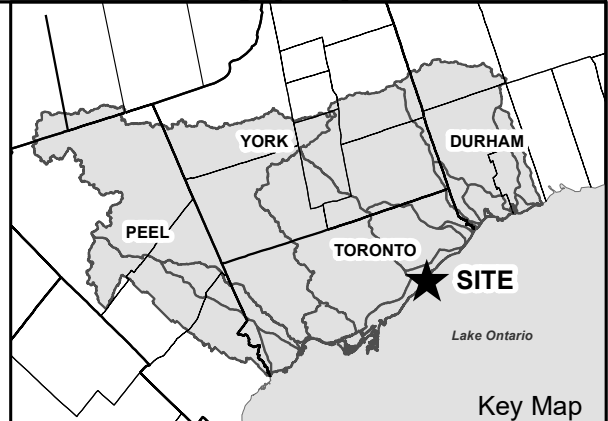 YORK
DURHAM
PEEL
TORONTO
SITE
Lake Ontario
Key Map